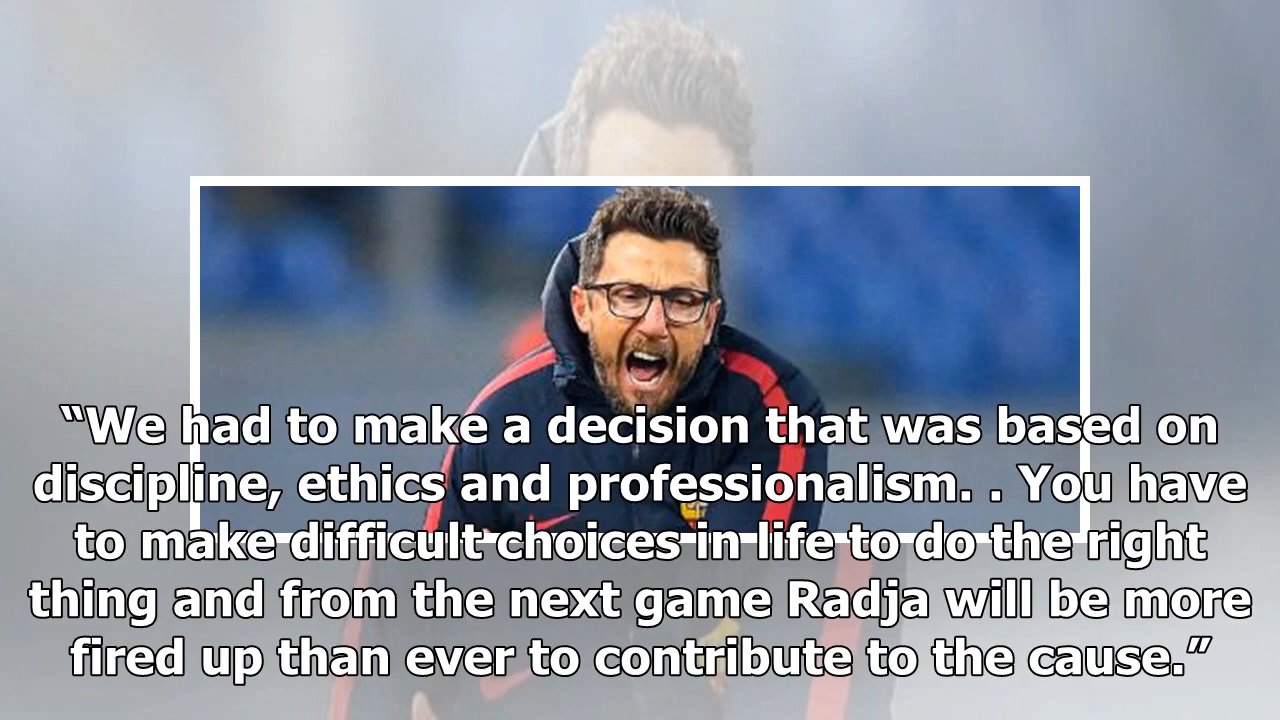 “We had to make a decision that was based on
discipline, ethics and professionalism. . You have
to make difficult choices in life to do the right
thing and from the next game Radja will be more
fired up than ever to contribute to the cause.”